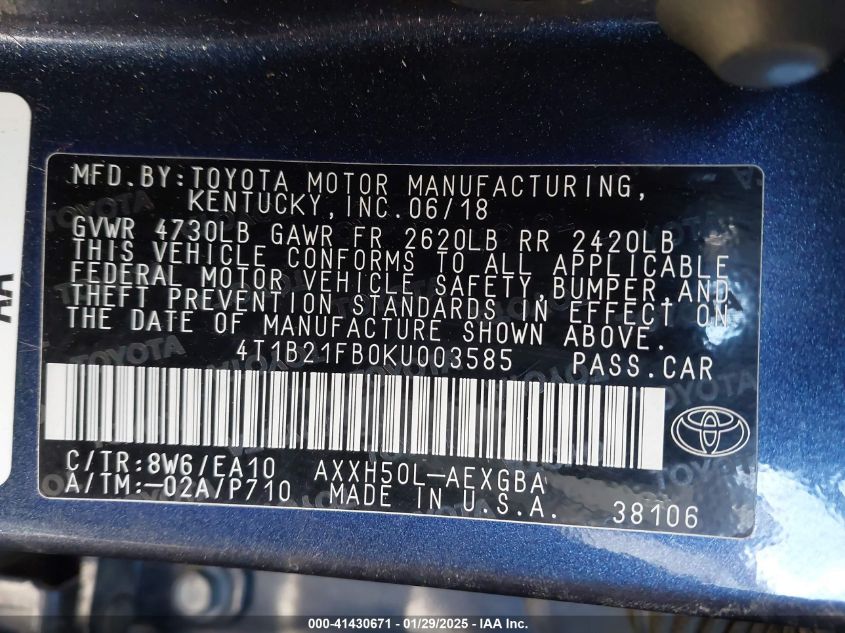 MFD.BY:TOYOTA MOTOR MANUFACTURING,
KENTUCKY,INC.06/18
GVWR 4730LB GAWR FR 2620LB RR 2420LB
THIS VEHICLE CONFORMS TO ALL APPLICABLE
FEDERAL MOTOR VEHICLE SAFETY,BUMPER,AND
THEFT PREVENTION STANDARDS IN EFFECT ON
THE DATE OF MANUFACTURE SHOWN ABOVE.
4T1B21FB0KU003585 PASS.CAR
C/TR:8W6/EA10 AXXH50L-AEXGBA
A/TM:-02A/P710 MADE IN U.S.A. 38106
AA
000-41430671 | 01/29/2025 - IAA Inc.